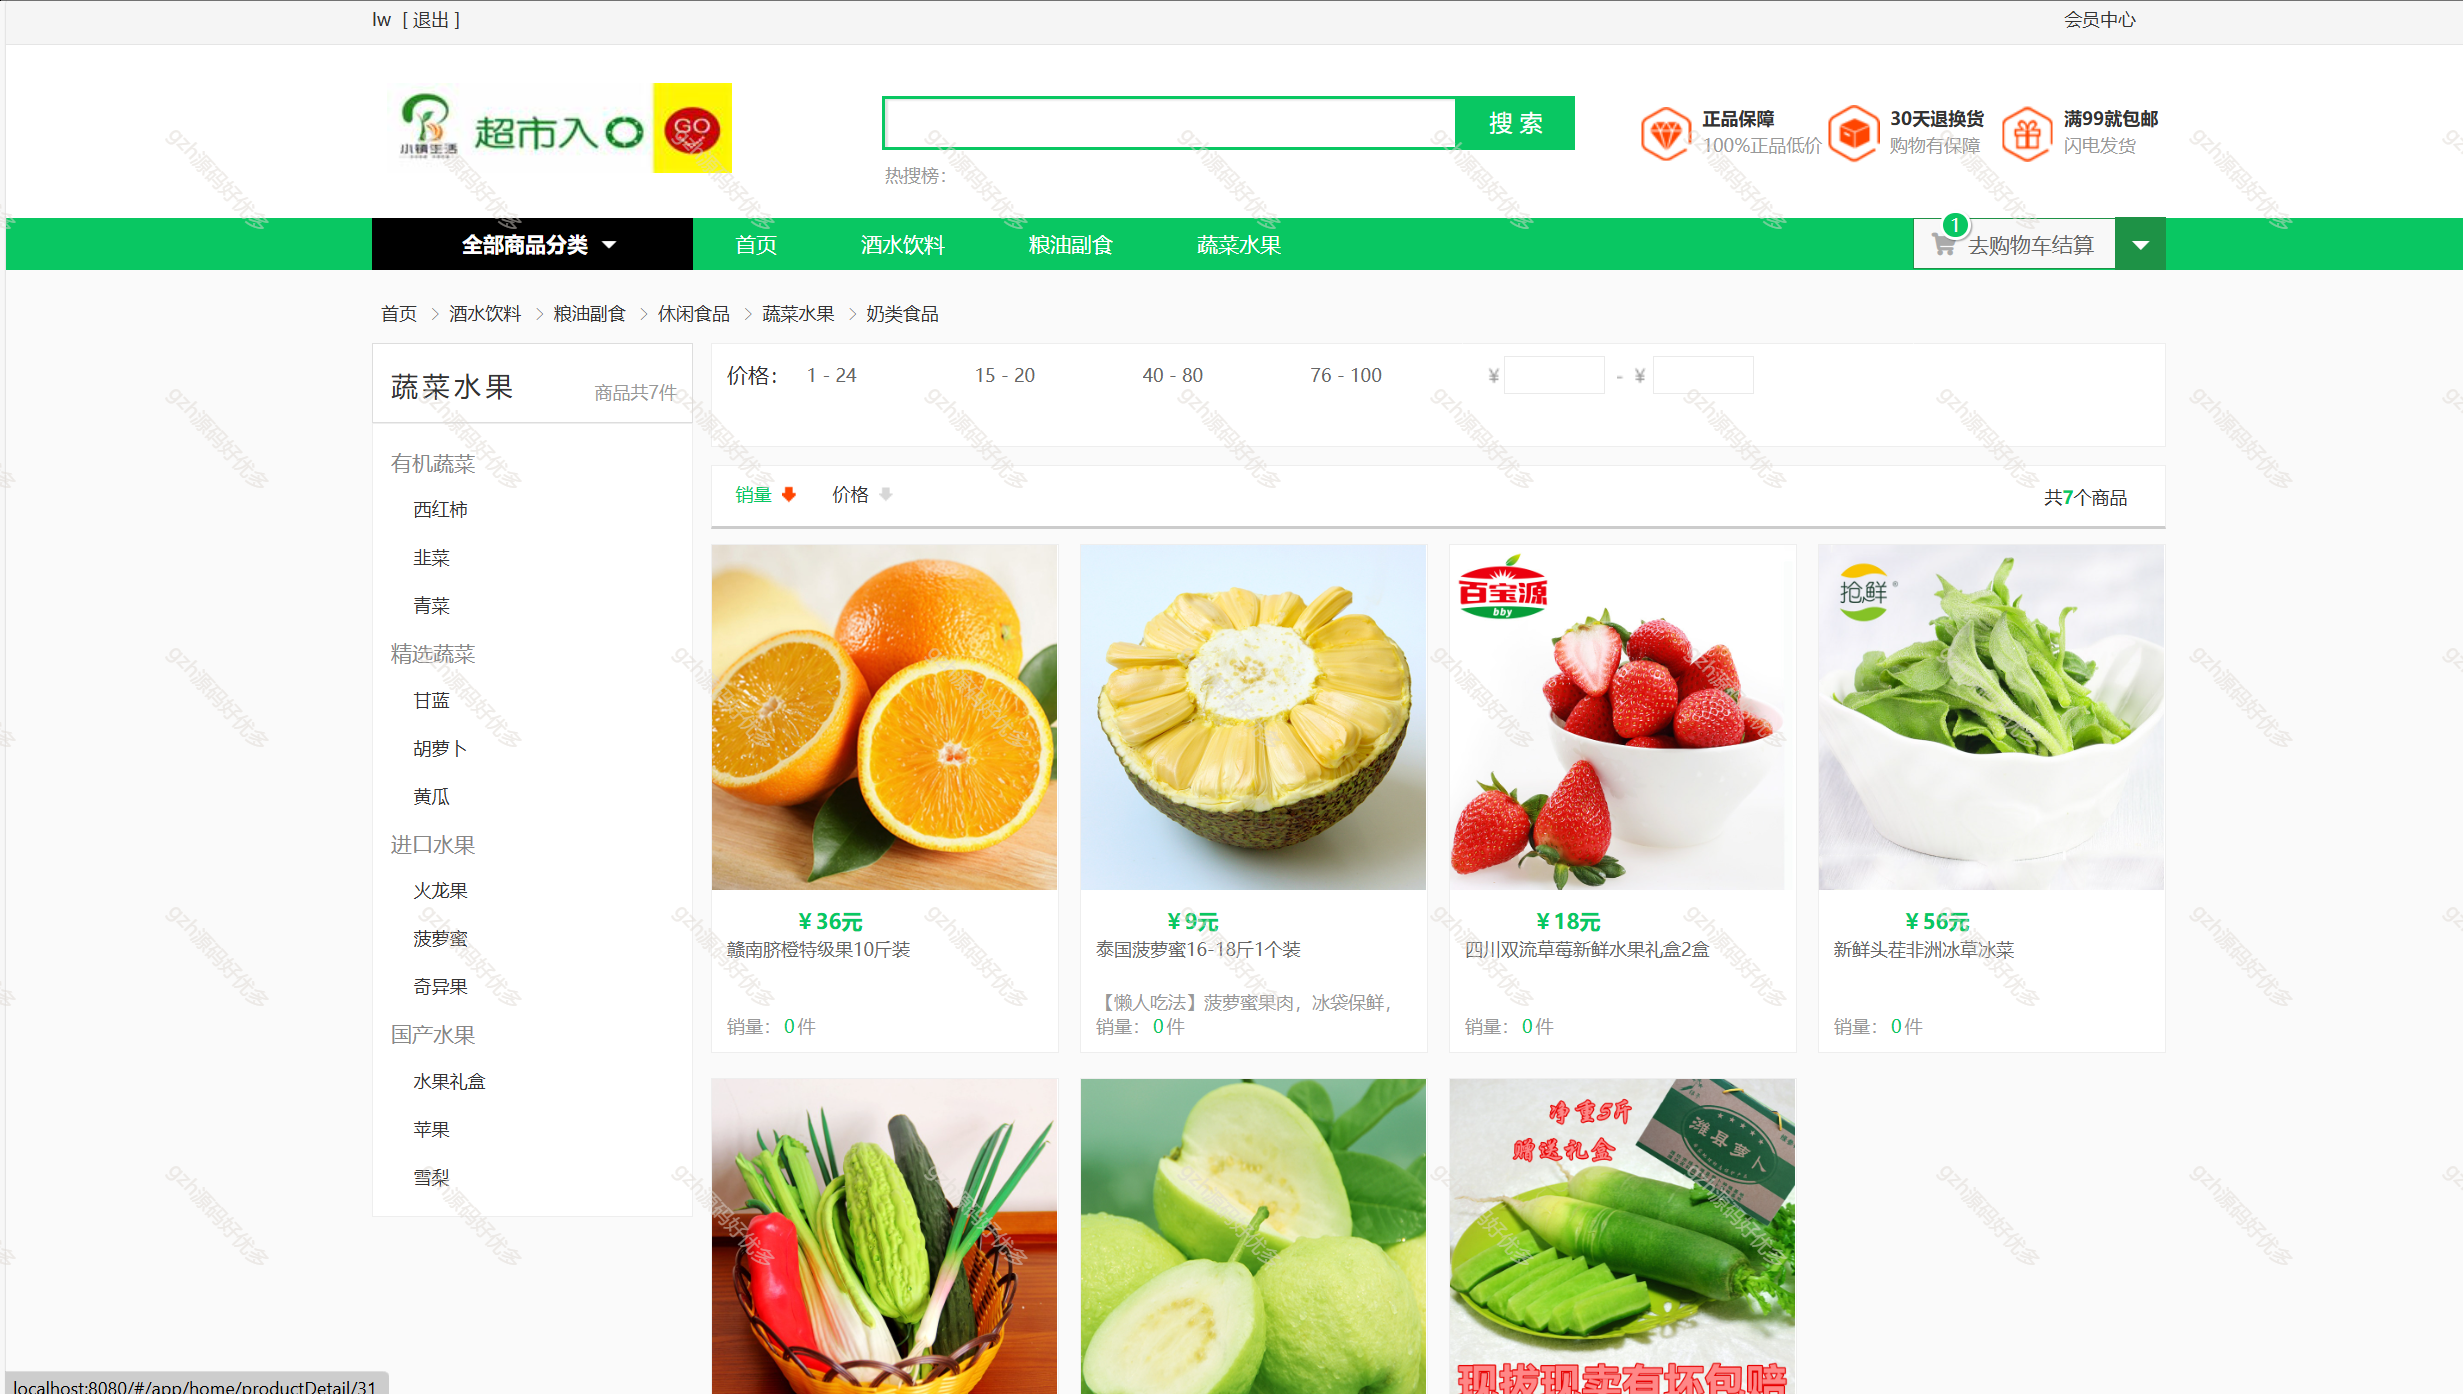 lw [ 退出 ]
会员中心
小镇生活
超市入口
GO
搜 索
热搜榜：
正品保障
100%正品低价
30天退换货
购物有保障
满99就包邮
闪电发货
全部商品分类
首页
酒水饮料
粮油副食
蔬菜水果
1
去购物车结算
首页 > 酒水饮料 > 粮油副食 > 休闲食品 > 蔬菜水果 > 奶类食品
蔬菜水果
商品共7件
有机蔬菜
西红柿
韭菜
青菜
精选蔬菜
甘蓝
胡萝卜
黄瓜
进口水果
火龙果
菠萝蜜
奇异果
国产水果
水果礼盒
苹果
雪梨
价格： 1 - 24 15 - 20 40 - 80 76 - 100 ¥ - ¥
销量 价格
共7个商品
百宝源
bby
抢鲜
¥ 36元
赣南脐橙特级果10斤装
销量： 0 件
¥ 9元
泰国菠萝蜜16-18斤1个装
【懒人吃法】菠萝蜜果肉，冰袋保鲜，
销量： 0 件
¥ 18元
四川双流草莓新鲜水果礼盒2盒
销量： 0 件
¥ 56元
新鲜头茬非洲冰草冰菜
销量： 0 件
净重5斤
赠送礼盒
潍县萝卜
现拔现卖有坏包赔
localhost:8080/#/app/home/productDetail/31
gzh源码好优多